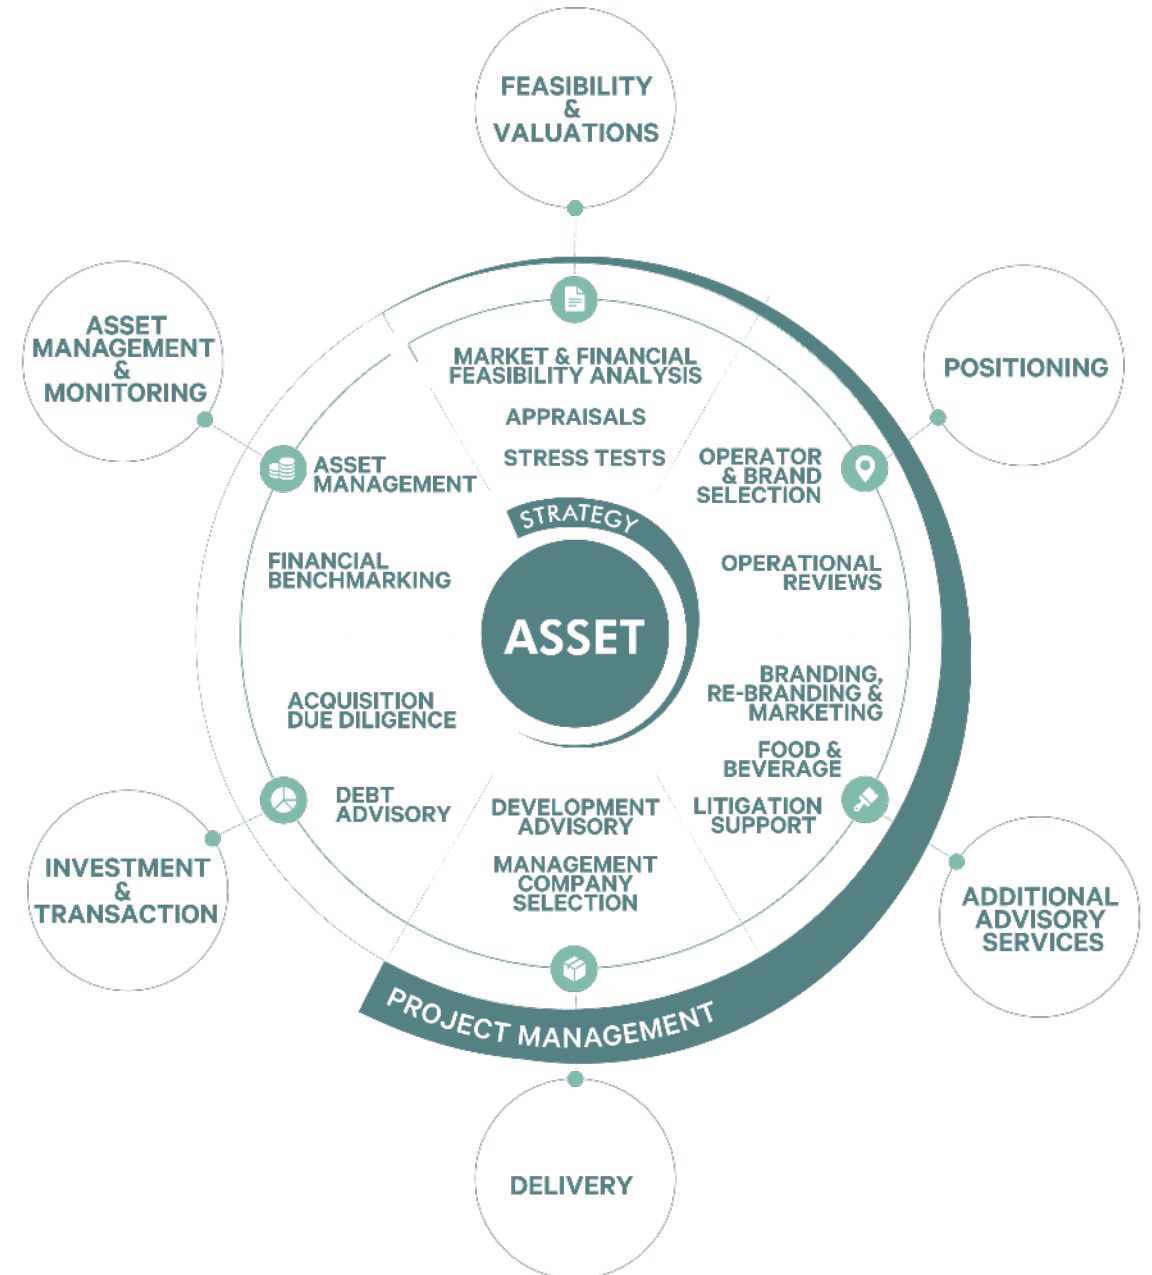 FEASIBILITY
&
VALUATIONS
ASSET
MANAGEMENT
&
MONITORING
POSITIONING
MARKET & FINANCIAL
FEASIBILITY ANALYSIS
APPRAISALS
STRESS TESTS
ASSET
MANAGEMENT
OPERATOR
& BRAND
SELECTION
STRATEGY
FINANCIAL
BENCHMARKING
OPERATIONAL
REVIEWS
ASSET
ACQUISITION
DUE DILIGENCE
BRANDING,
RE-BRANDING &
MARKETING
FOOD &
BEVERAGE
DEBT
ADVISORY
DEVELOPMENT
ADVISORY
LITIGATION
SUPPORT
MANAGEMENT
COMPANY
SELECTION
INVESTMENT
&
TRANSACTION
ADDITIONAL
ADVISORY
SERVICES
PROJECT MANAGEMENT
DELIVERY